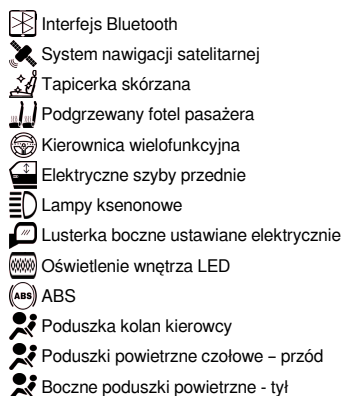 Interfejs Bluetooth
System nawigacji satelitarnej
Tapicerka skórzana
Podgrzewany fotel pasażera
Kierownica wielofunkcyjna
Elektryczne szyby przednie
Lampy ksenonowe
Lusterka boczne ustawiane elektrycznie
Oświetlenie wnętrza LED
ABS ABS
Poduszka kolan kierowcy
Poduszki powietrzne czołowe – przód
Boczne poduszki powietrzne - tył